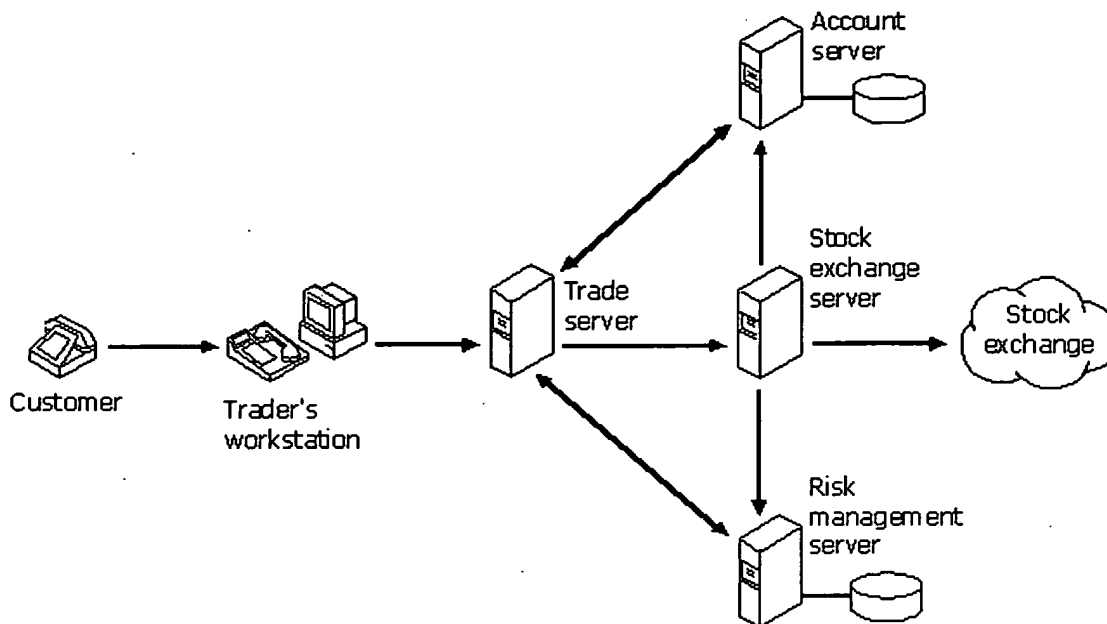 Account
server
Stock
exchange
server
Trade
server
Stock
exchange
Customer
Trader's
workstation
Risk
management
server